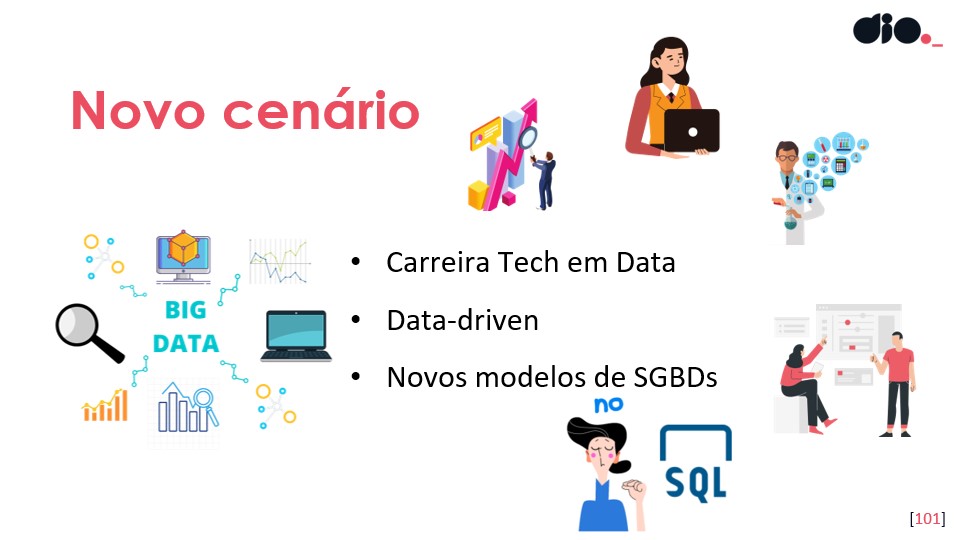 dio._
Novo cenário
BIG
DATA
• Carreira Tech em Data
• Data-driven
• Novos modelos de SGBDs
no
SQL
[101]